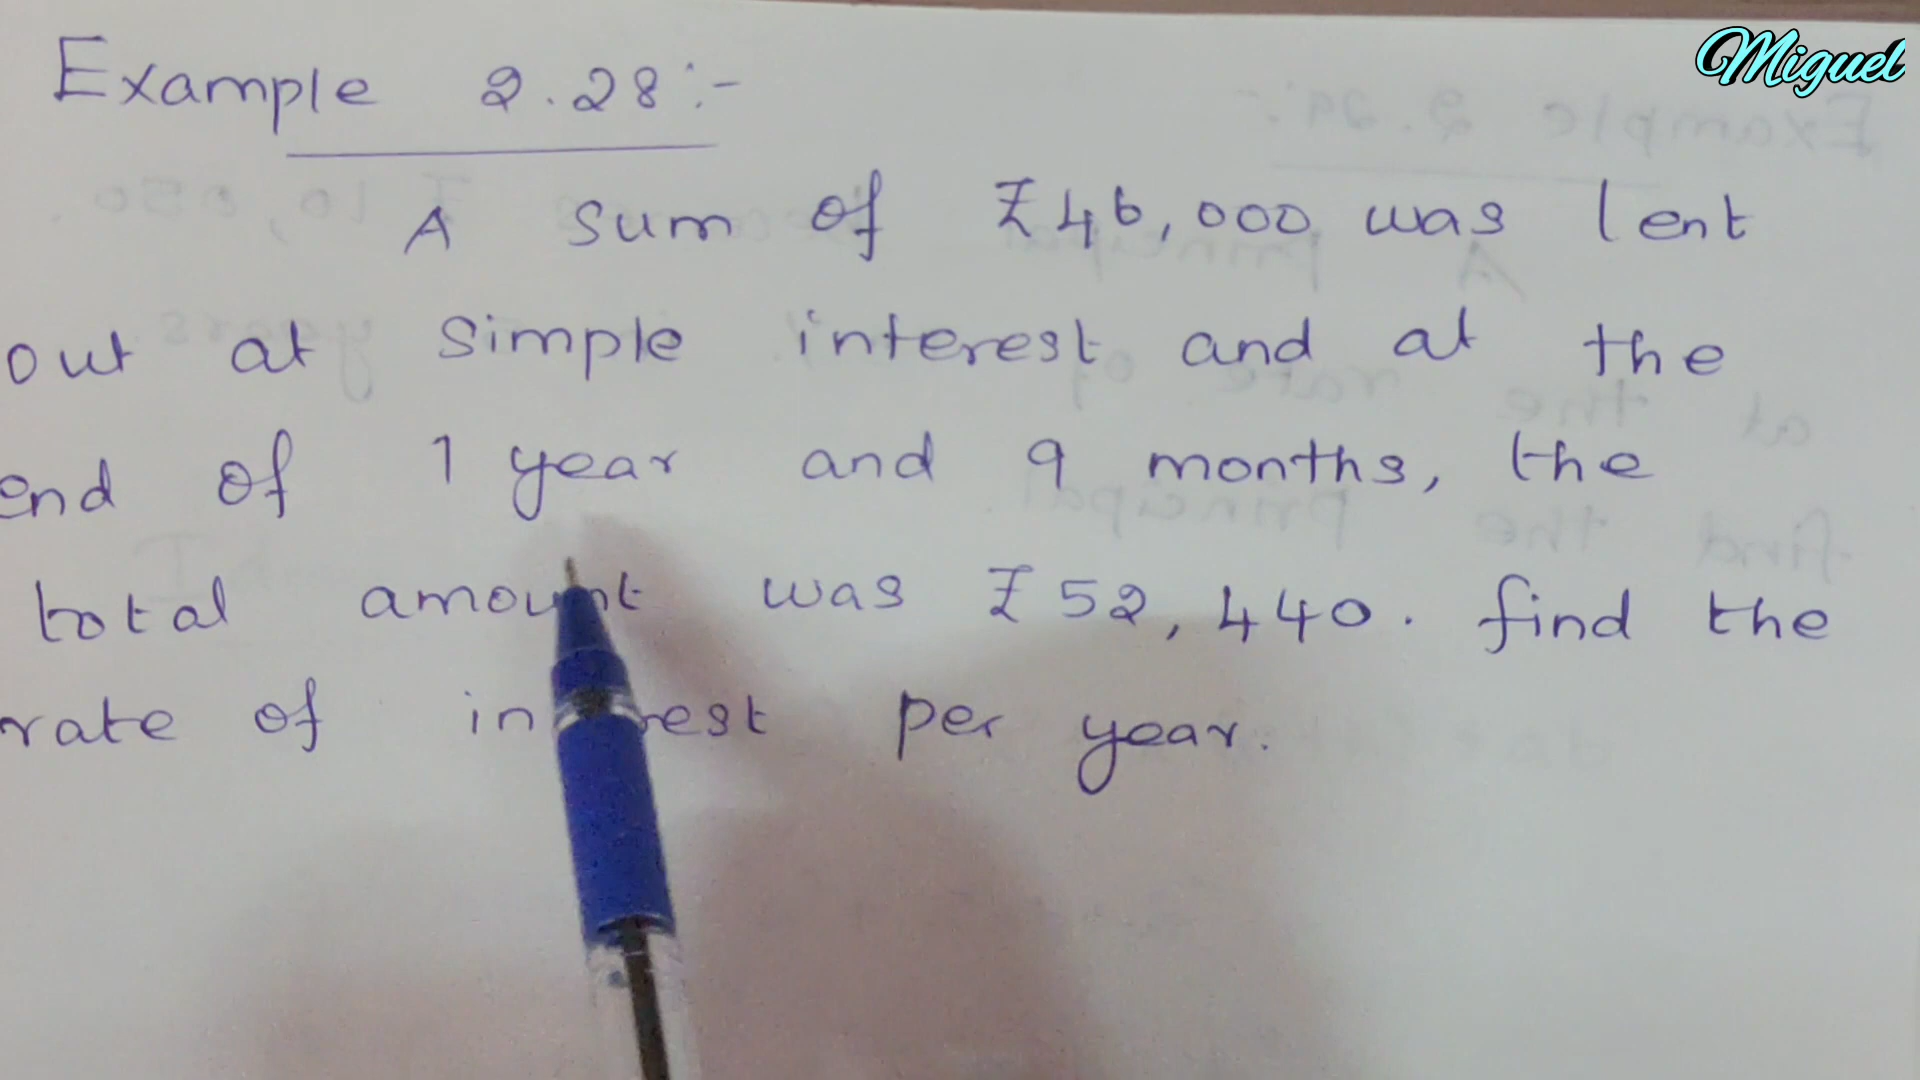 Miguel
Example 2.28:-
A sum of ₹46,000 was lent
out at simple interest and at the
end of 1 year and 9 months, the
total amount was ₹52,440. find the
rate of interest per year.